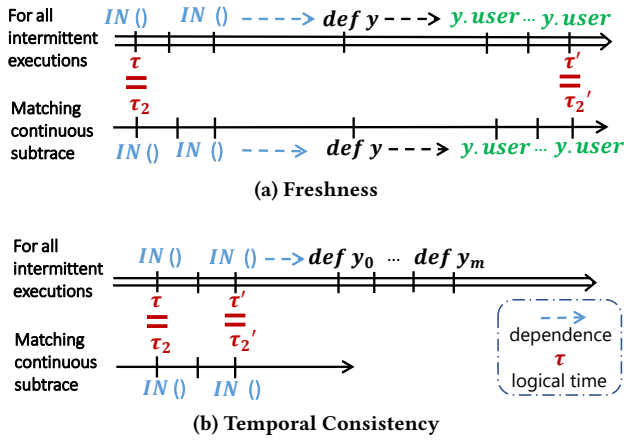 For all
intermittent
executions
IN () IN () def y y.user ... y.user
τ τ′
=
=
τ₂ τ₂′
Matching
continuous
subtrace
IN () IN () def y y.user ... y.user
(a) Freshness
For all
intermittent
executions
IN () IN () def y₀ ... def yₘ
τ τ′
=
=
τ₂ τ₂′
Matching
continuous
subtrace
IN () IN ()
dependence
τ
logical time
(b) Temporal Consistency